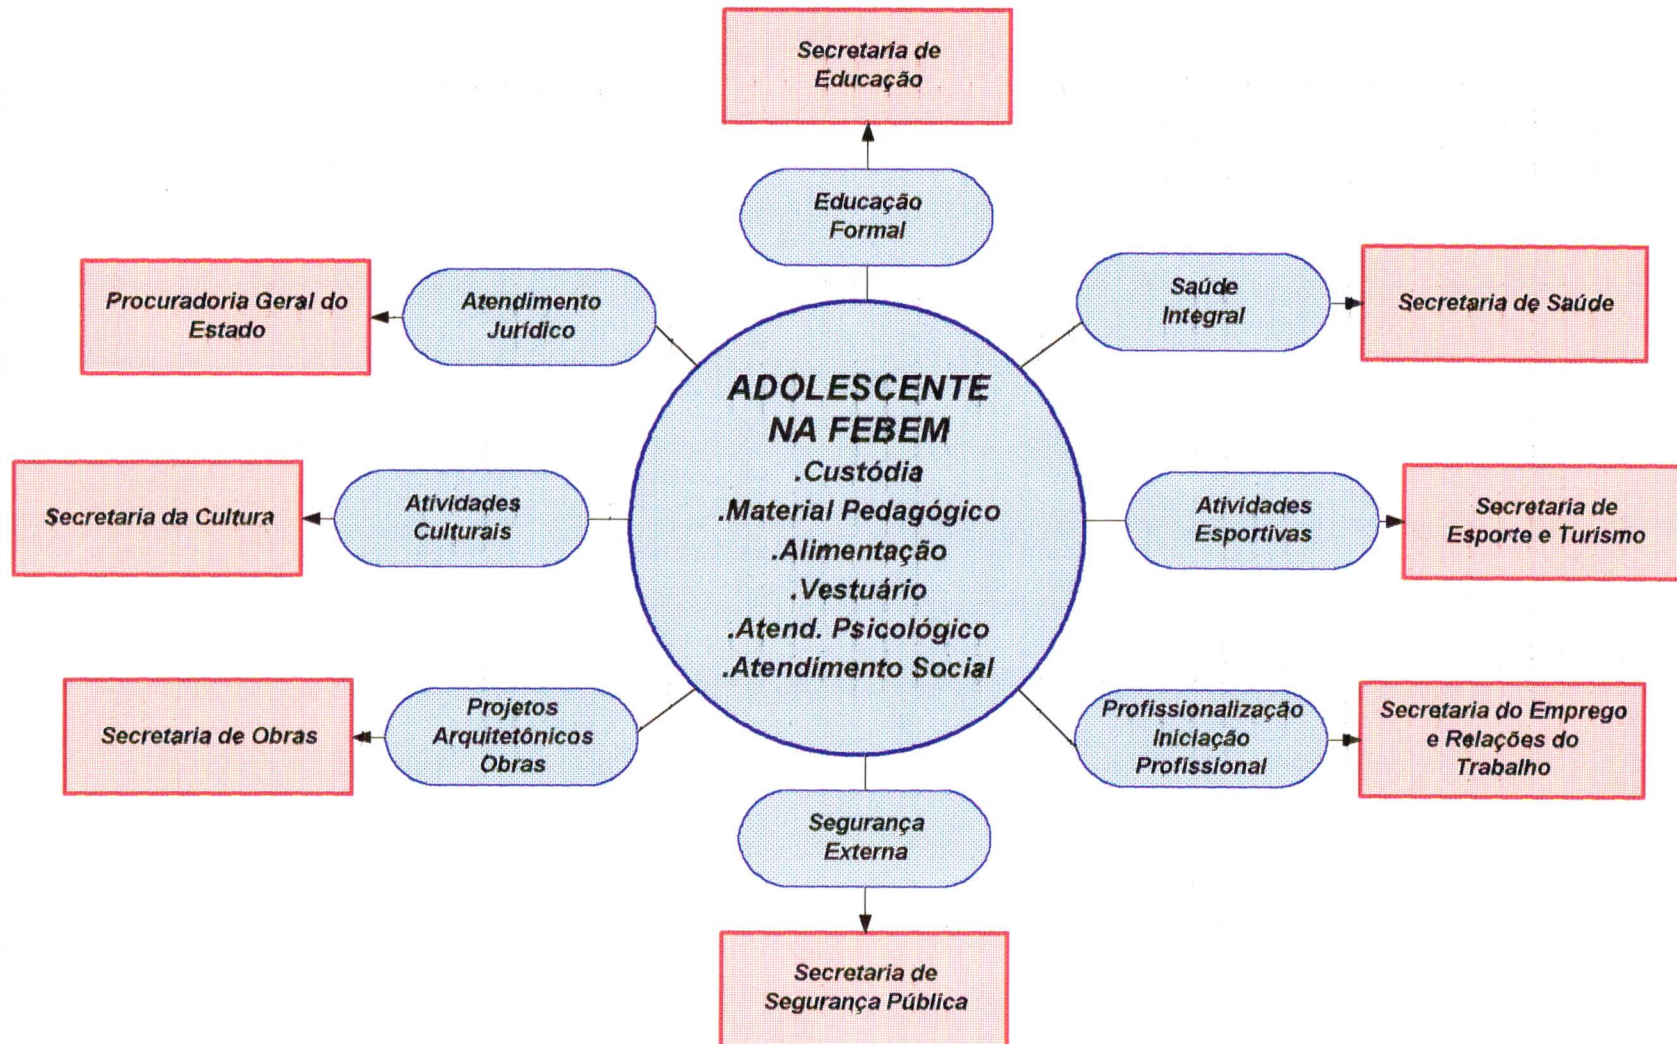 Secretaria de
Educação
Educação
Formal
Procuradoria Geral do
Estado
Atendimento
Jurídico
Saúde
Integral
Secretaria de Saúde
ADOLESCENTE
NA FEBEM
.Custódia
.Material Pedagógico
.Alimentação
.Vestuário
.Atend. Psicológico
.Atendimento Social
Secretaria da Cultura
Atividades
Culturais
Atividades
Esportivas
Secretaria de
Esporte e Turismo
Secretaria de Obras
Projetos
Arquitetônicos
Obras
Profissionalização
Iniciação
Profissional
Secretaria do Emprego
e Relações do
Trabalho
Segurança
Externa
Secretaria de
Segurança Pública